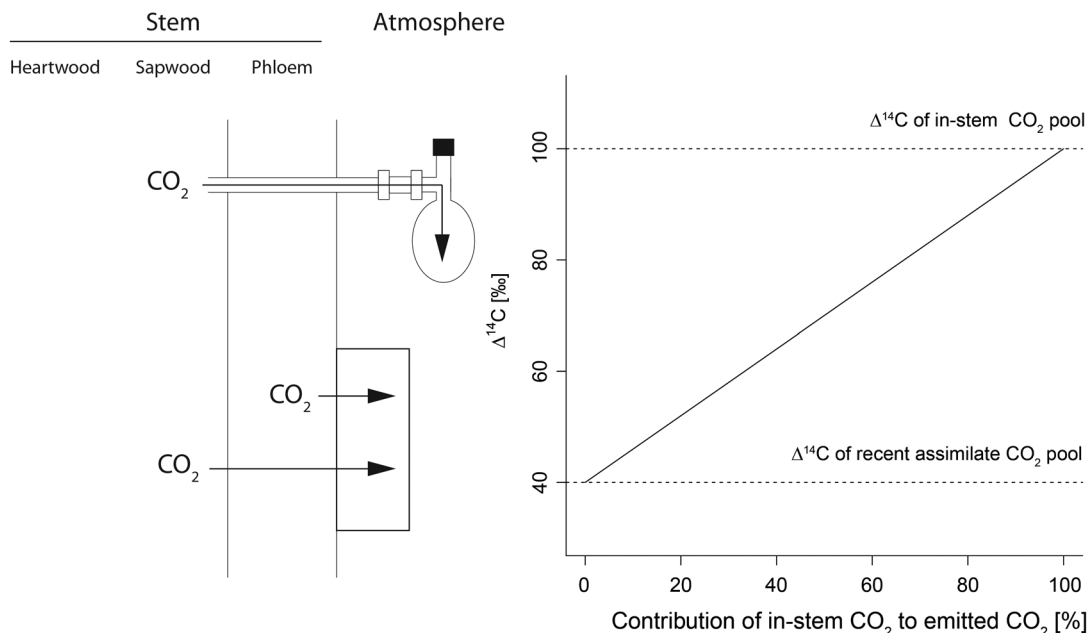 Stem
Atmosphere
Heartwood Sapwood Phloem
CO₂
CO₂
CO₂
Δ¹⁴C [‰]
100
80
60
40
Δ¹⁴C of in-stem CO₂ pool
Δ¹⁴C of recent assimilate CO₂ pool
0 20 40 60 80 100
Contribution of in-stem CO₂ to emitted CO₂ [%]